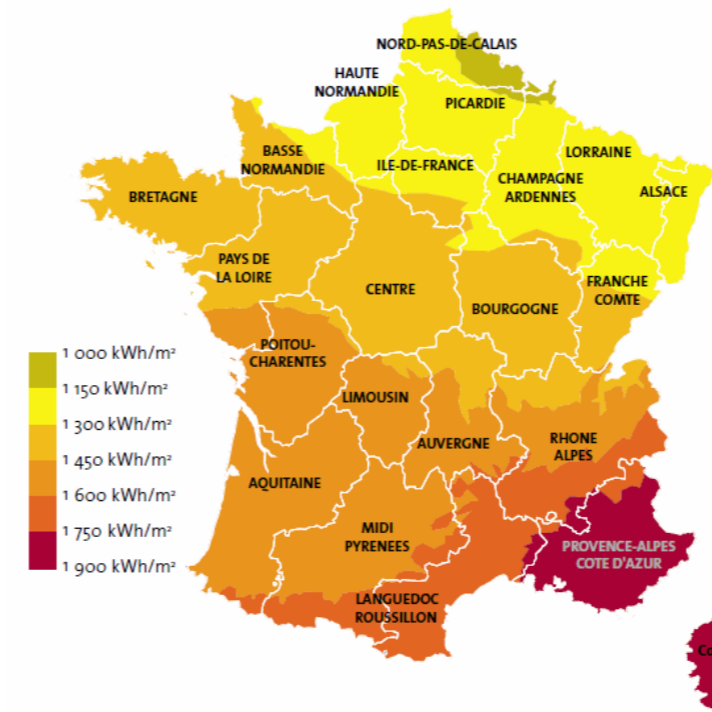 NORD-PAS-DE-CALAIS
HAUTE
NORMANDIE
PICARDIE
BASSE
NORMANDIE
ILE-DE-FRANCE
LORRAINE
CHAMPAGNE
ARDENNES
ALSACE
BRETAGNE
PAYS DE
LA LOIRE
CENTRE
BOURGOGNE
FRANCHE
COMTE
POITOU-
CHARENTES
LIMOUSIN
AUVERGNE
RHONE
ALPES
AQUITAINE
MIDI
PYRENEES
PROVENCE-ALPES
COTE D'AZUR
LANGUEDOC
ROUSSILLON
1 000 kWh/m²
1 150 kWh/m²
1 300 kWh/m²
1 450 kWh/m²
1 600 kWh/m²
1 750 kWh/m²
1 900 kWh/m²